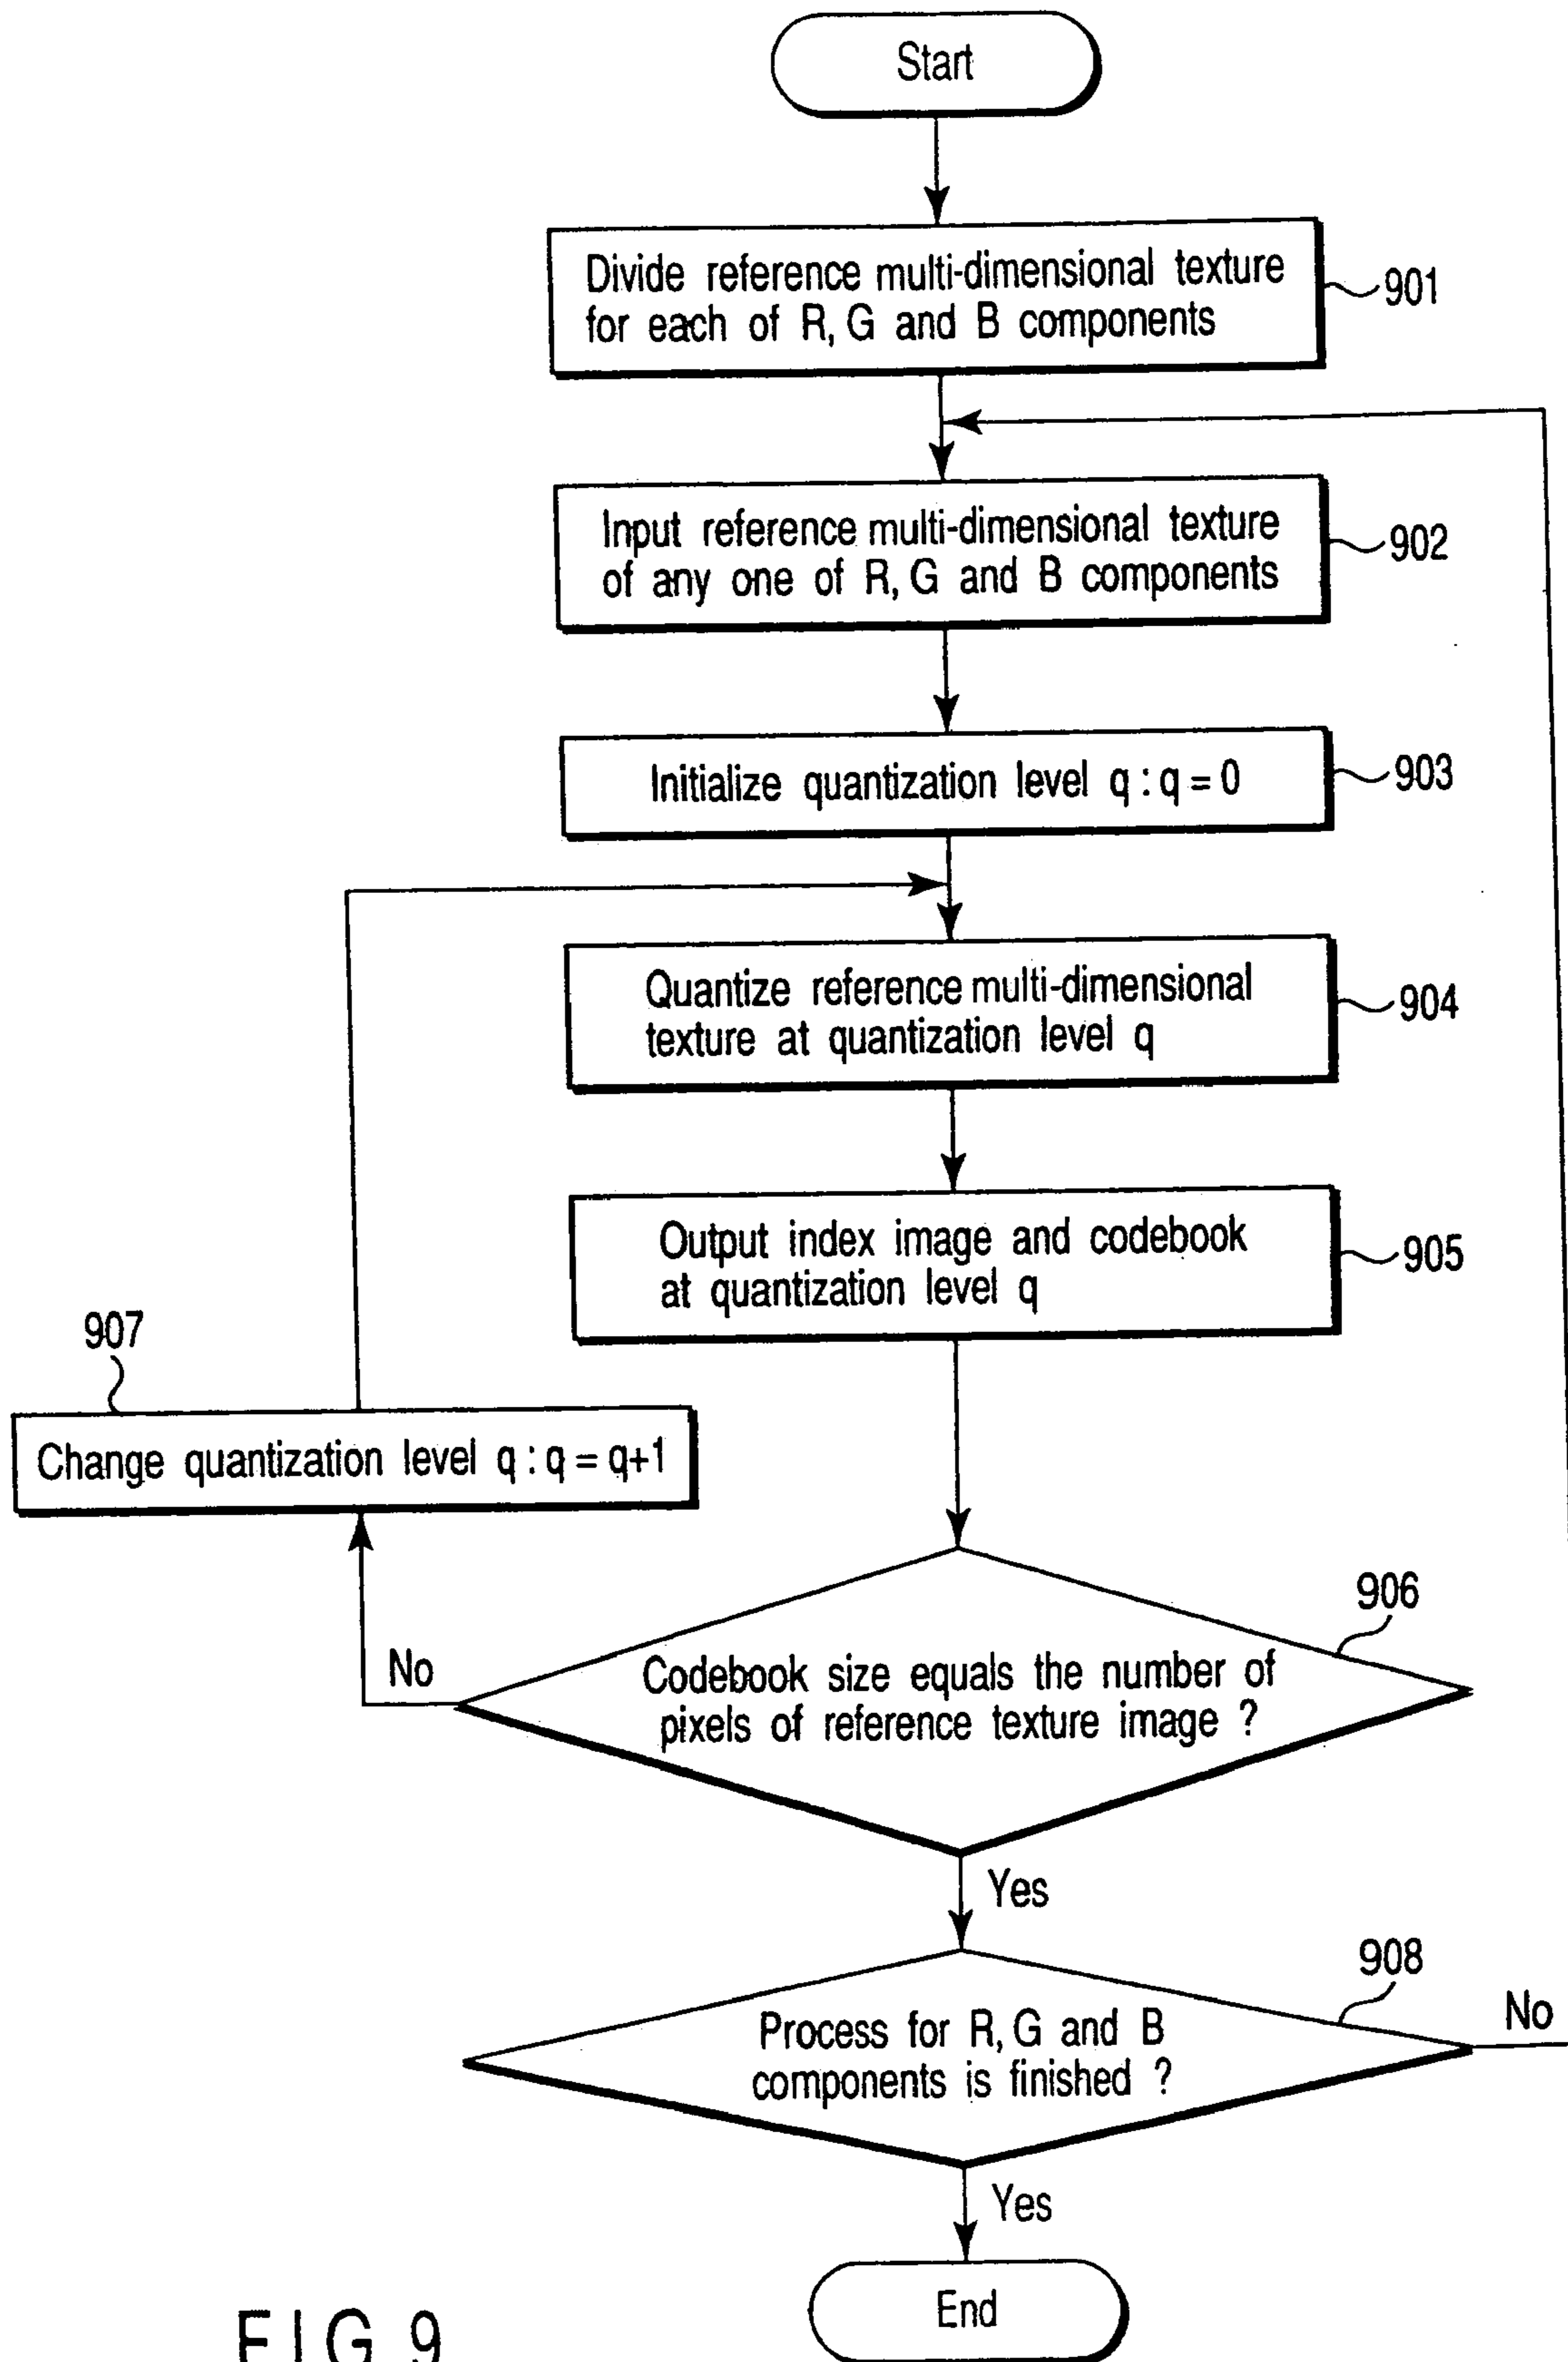 Start
Divide reference multi-dimensional texture
for each of R, G and B components
901
Input reference multi-dimensional texture
of any one of R, G and B components
902
Initialize quantization level q : q = 0
903
Quantize reference multi-dimensional
texture at quantization level q
904
Output index image and codebook
at quantization level q
905
907
Change quantization level q : q = q+1
906
No
Codebook size equals the number of
pixels of reference texture image ?
Yes
908
Process for R, G and B
components is finished ?
No
Yes
End
FIG. 9